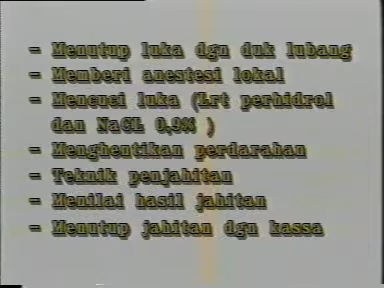 - Menutup luka dgn duk lubang
- Memberi anestesi lokal
- Mencuci luka (Lrt perhidrol
dan NaCL 0,9% )
- Menghentikan perdarahan
- Teknik penjahitan
- Menilai hasil jahitan
- Menutup jahitan dgn kassa